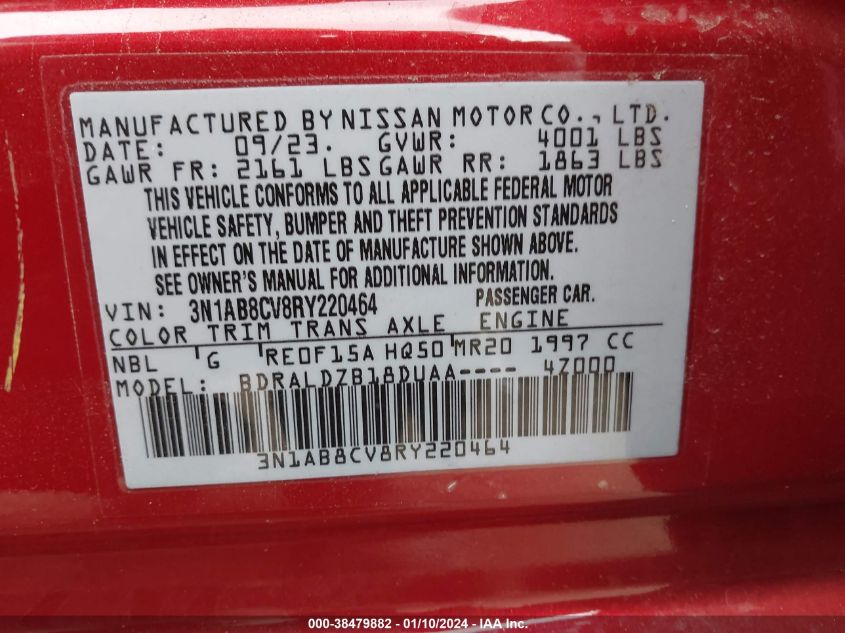 MANUFACTURED BY NISSAN MOTOR CO., LTD.
DATE: 09/23. GVWR: 4001 LBS
GAWR FR: 2161 LBS GAWR RR: 1863 LBS
THIS VEHICLE CONFORMS TO ALL APPLICABLE FEDERAL MOTOR
VEHICLE SAFETY, BUMPER AND THEFT PREVENTION STANDARDS
IN EFFECT ON THE DATE OF MANUFACTURE SHOWN ABOVE.
SEE OWNER'S MANUAL FOR ADDITIONAL INFORMATION.
VIN: 3N1AB8CV8RY220464 PASSENGER CAR.
COLOR TRIM TRANS AXLE ENGINE
NBL G RE0F15A HQ50 MR20 1997 CC
MODEL: BDRALDZB18DUAA---- 4Z000
3N1AB8CV8RY220464
000-38479882 - 01/10/2024 - IAAI Inc.